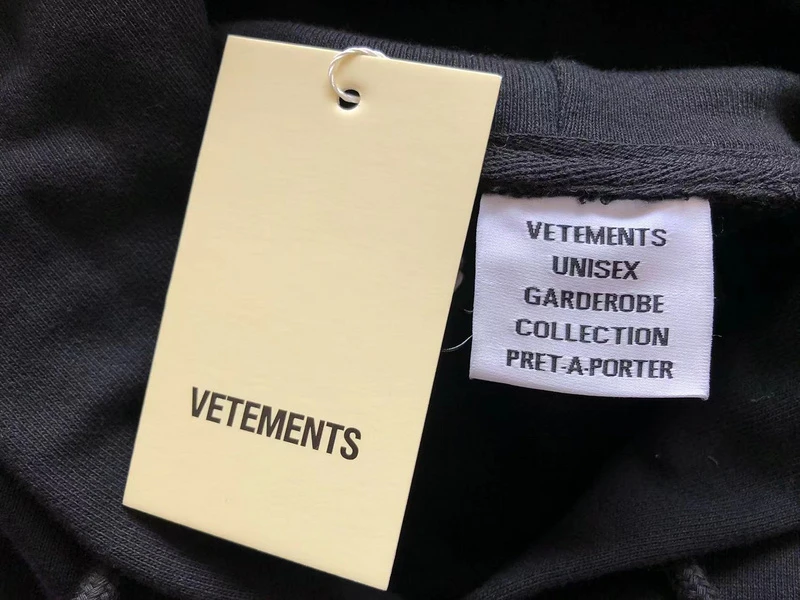 VETEMENTS
VETEMENTS
UNISEX
GARDEROBE
COLLECTION
PRET-A-PORTER